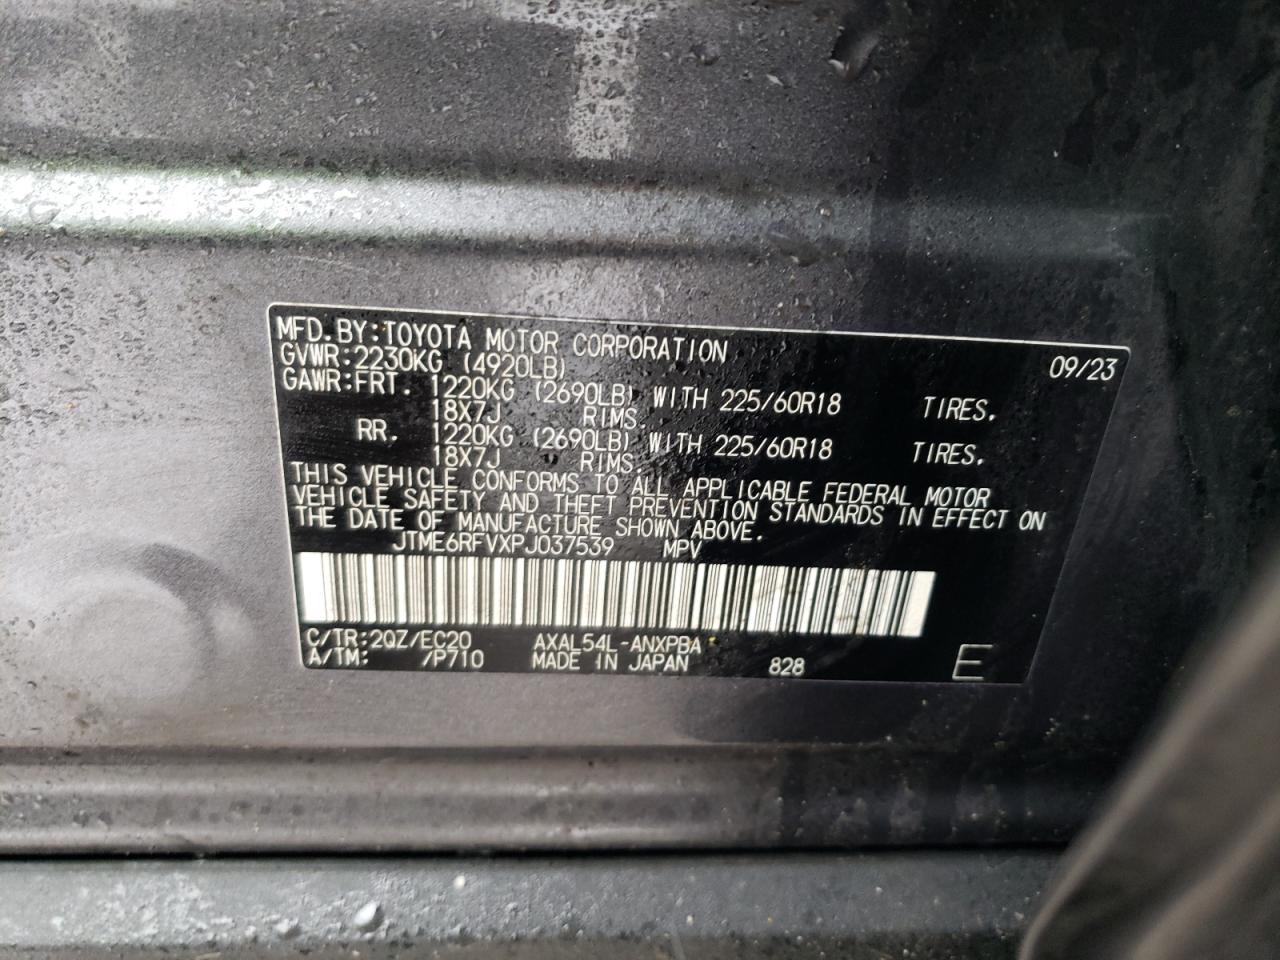 MFD.BY:TOYOTA MOTOR CORPORATION 09/23
GVWR:2230KG (4920LB)
GAWR:FRT. 1220KG (2690LB) WITH 225/60R18 TIRES.
18X7J RIMS.
RR. 1220KG (2690LB) WITH 225/60R18 TIRES.
18X7J RIMS.
THIS VEHICLE CONFORMS TO ALL APPLICABLE FEDERAL MOTOR
VEHICLE SAFETY AND THEFT PREVENTION STANDARDS IN EFFECT ON
THE DATE OF MANUFACTURE SHOWN ABOVE.
JTME6RFVXPJ037539 MPV
C/TR:2QZ/EC20 AXAL54L-ANXPBA
A/TM: /P710 MADE IN JAPAN 828 E